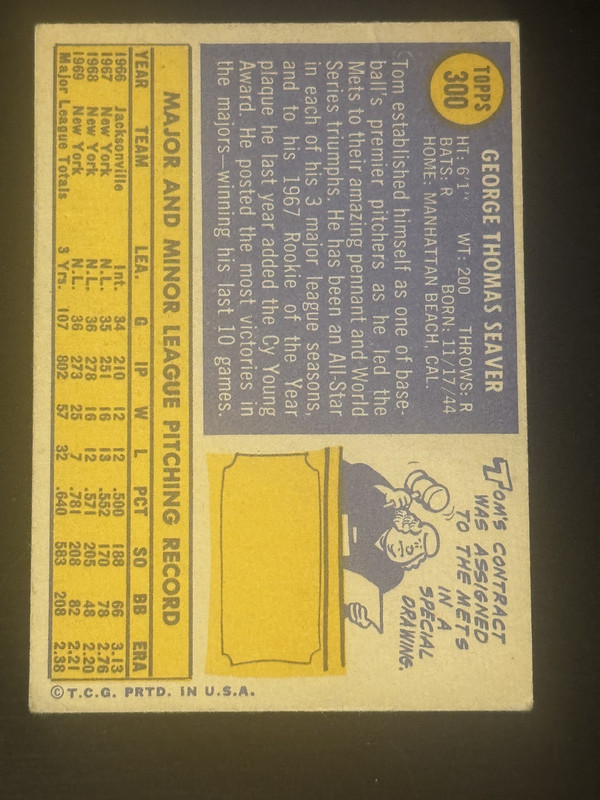 TOPPS
300
GEORGE THOMAS SEAVER
HT: 6'1" WT: 200 THROWS: R
BATS: R BORN: 11/17/44
HOME: MANHATTAN BEACH, CAL.
Tom established himself as one of base-
ball's premier pitchers as he led the
Mets to their amazing pennant and World
Series triumphs. He has been an All-Star
in each of his 3 major league seasons,
and to his 1967 Rookie of the Year
plaque he last year added the Cy Young
Award. He posted the most victories in
the majors—winning his last 10 games.
TOM'S CONTRACT
WAS ASSIGNED
TO THE METS
IN A
SPECIAL
DRAWING.
MAJOR AND MINOR LEAGUE PITCHING RECORD
YEAR TEAM LEA. G IP W L PCT SO BB ERA
1966 Jacksonville Int. 34 210 12 12 .500 188 66 3.13
1967 New York N.L. 35 251 16 13 .552 170 78 2.76
1968 New York N.L. 36 278 16 12 .571 205 48 2.20
1969 New York N.L. 36 273 25 7 .781 208 82 2.21
Major League Totals 3 Yrs. 107 802 57 32 .640 583 208 2.38
© T.C.G. PRTD. IN U.S.A.